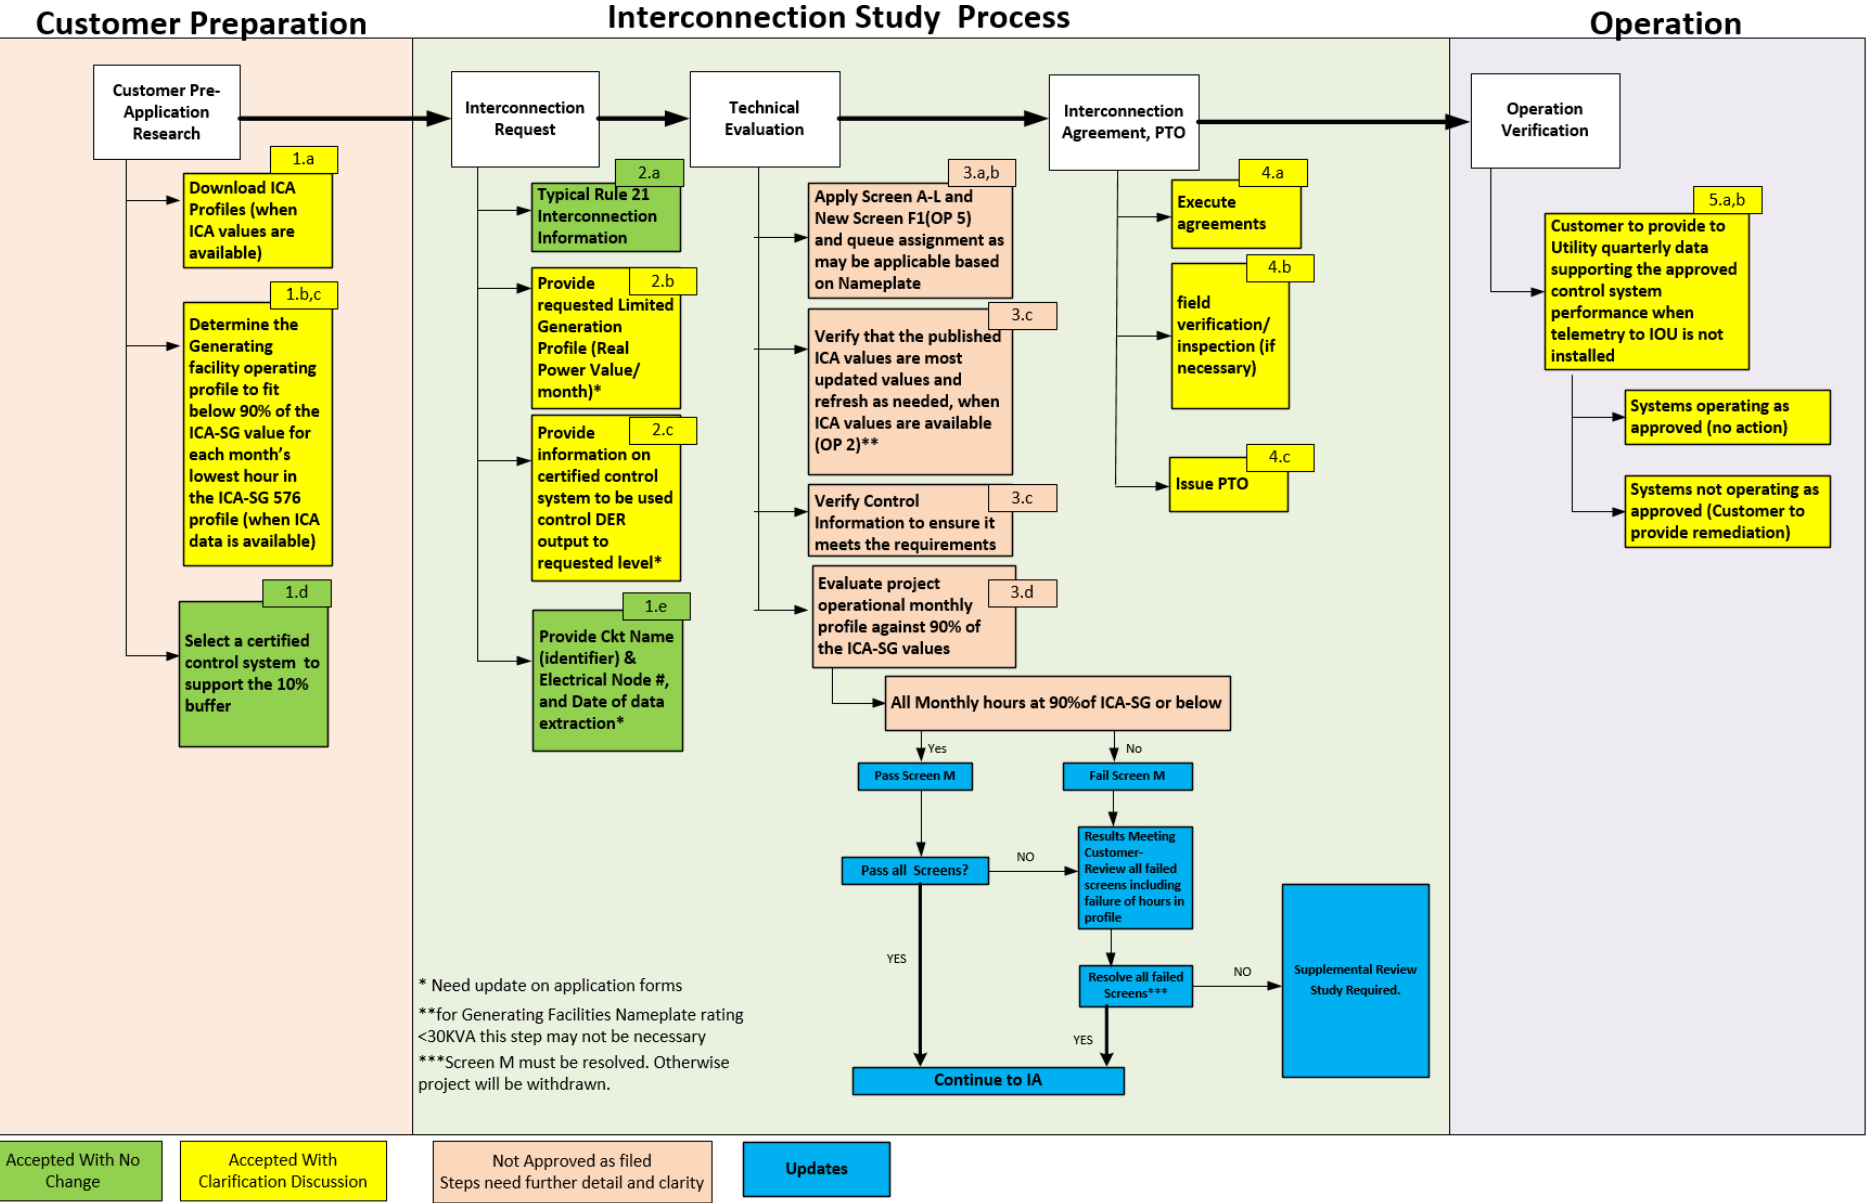 Customer Preparation
Interconnection Study Process
Operation
Customer Pre-
Application
Research
Interconnection
Request
Technical
Evaluation
Interconnection
Agreement, PTO
Operation
Verification
1.a
Download ICA
Profiles (when
ICA values are
available)
1.b,c
Determine the
Generating
facility operating
profile to fit
below 90% of the
ICA-SG value for
each month’s
lowest hour in
the ICA-SG 576
profile (when ICA
data is available)
1.d
Select a certified
control system to
support the 10%
buffer
2.a
Typical Rule 21
Interconnection
Information
2.b
Provide
requested Limited
Generation
Profile (Real
Power Value/
month)*
2.c
Provide
information on
certified control
system to be used
control DER
output to
requested level*
1.e
Provide Ckt Name
(identifier) &
Electrical Node #,
and Date of data
extraction*
3.a,b
Apply Screen A-L and
New Screen F1(OP 5)
and queue assignment as
may be applicable based
on Nameplate
3.c
Verify that the published
ICA values are most
updated values and
refresh as needed, when
ICA values are available
(OP 2)**
3.c
Verify Control
Information to ensure it
meets the requirements
3.d
Evaluate project
operational monthly
profile against 90% of
the ICA-SG values
All Monthly hours at 90%of ICA-SG or below
Yes
No
Pass Screen M
Fail Screen M
Pass all Screens?
NO
Results Meeting
Customer-
Review all failed
screens including
failure of hours in
profile
YES
Resolve all failed
Screens***
NO
Supplemental Review
Study Required.
YES
Continue to IA
4.a
Execute
agreements
4.b
field
verification/
inspection (if
necessary)
4.c
Issue PTO
5.a,b
Customer to provide to
Utility quarterly data
supporting the approved
control system
performance when
telemetry to IOU is not
installed
Systems operating as
approved (no action)
Systems not operating as
approved (Customer to
provide remediation)
* Need update on application forms
**for Generating Facilities Nameplate rating
<30KVA this step may not be necessary
***Screen M must be resolved. Otherwise
project will be withdrawn.
Accepted With No
Change
Accepted With
Clarification Discussion
Not Approved as filed
Steps need further detail and clarity
Updates